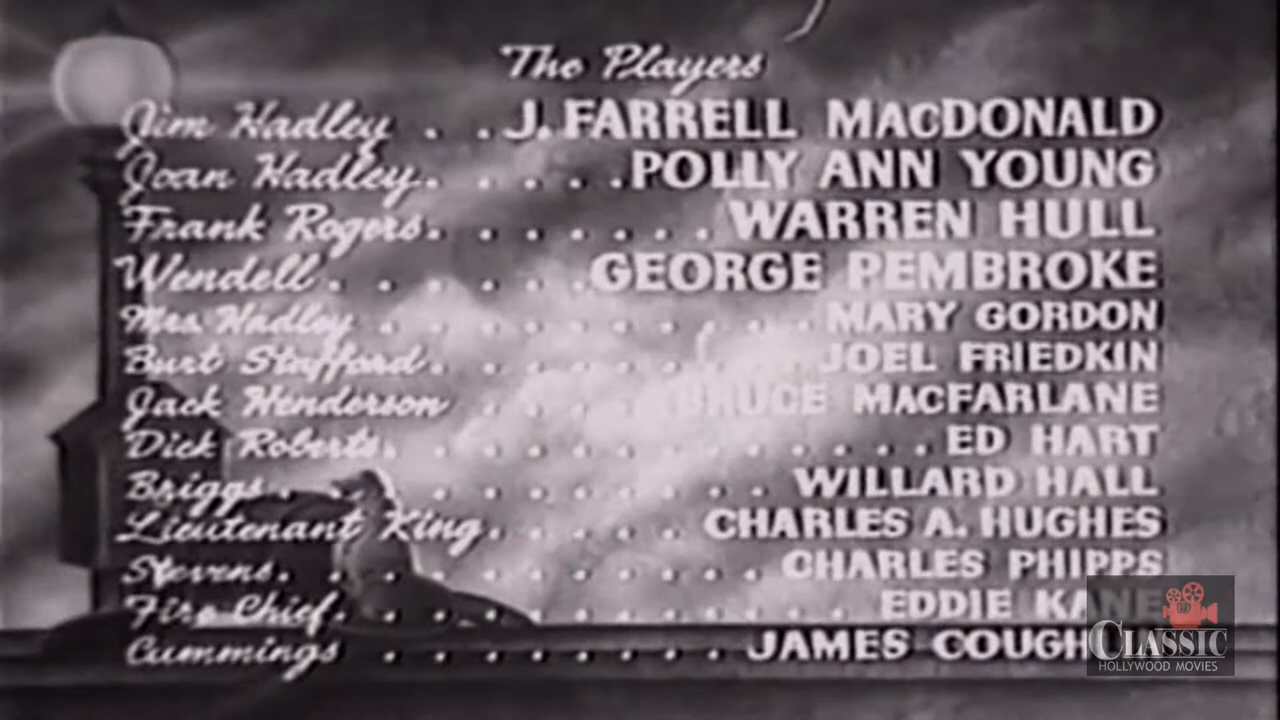 The Players
Jim Hadley . . J. FARRELL MACDONALD
Joan Hadley. . . . .POLLY ANN YOUNG
Frank Rogers. . . . . . . WARREN HULL
Wendell. . . . . . .GEORGE PEMBROKE
Mrs. Hadley . . . . . . . . . . .MARY GORDON
Burt Stafford. . . . . . . . JOEL FRIEDKIN
Jack Henderson . . . . BRUCE MACFARLANE
Dick Roberts. . . . . . . . . . . . . ED HART
Briggs. . . . . . . . . . . WILLARD HALL
Lieutenant King. . . . . CHARLES A. HUGHES
Stevens. . . . . . . . . . . CHARLES PHIPPS
Fire Chief. . . . . . . . . . . . EDDIE KANE
Cummings . . . . . . . . .JAMES
CLASSIC
HOLLYWOOD MOVIES